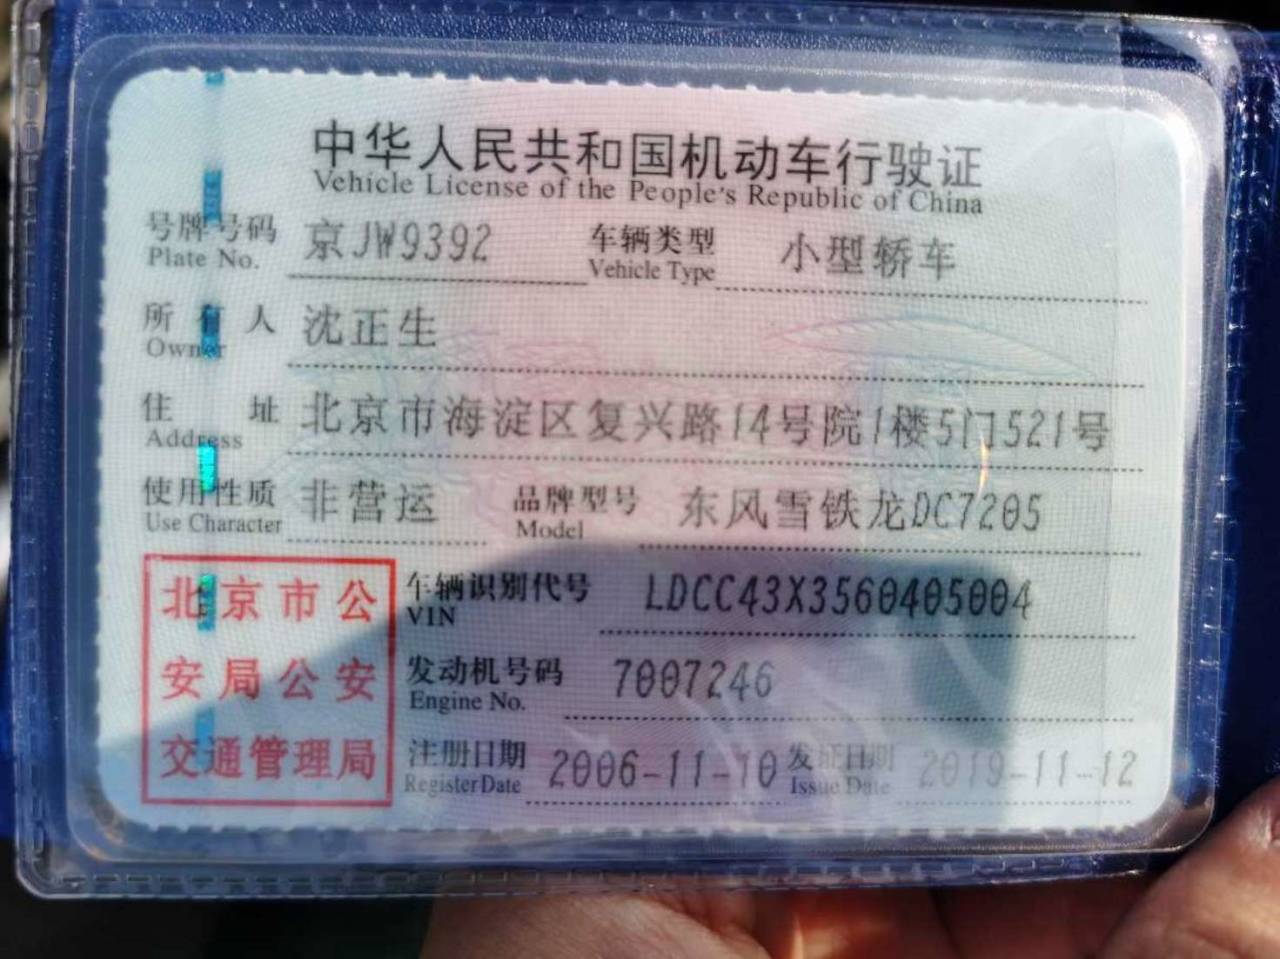 中华人民共和国机动车行驶证
Vehicle License of the People's Republic of China
号牌号码 京JW9392 车辆类型 小型轿车
Plate No. Vehicle Type
所有人 沈正生
Owner
住址 北京市海淀区复兴路14号院1楼5门521号
Address
使用性质 非营运 品牌型号 东风雪铁龙DC7205
Use Character Model
北京市公
安局公安
交通管理局
车辆识别代号 LDCC43X3560405004
VIN
发动机号码 7007246
Engine No.
注册日期 2006-11-10 发证日期 2019-11-12
Register Date Issue Date